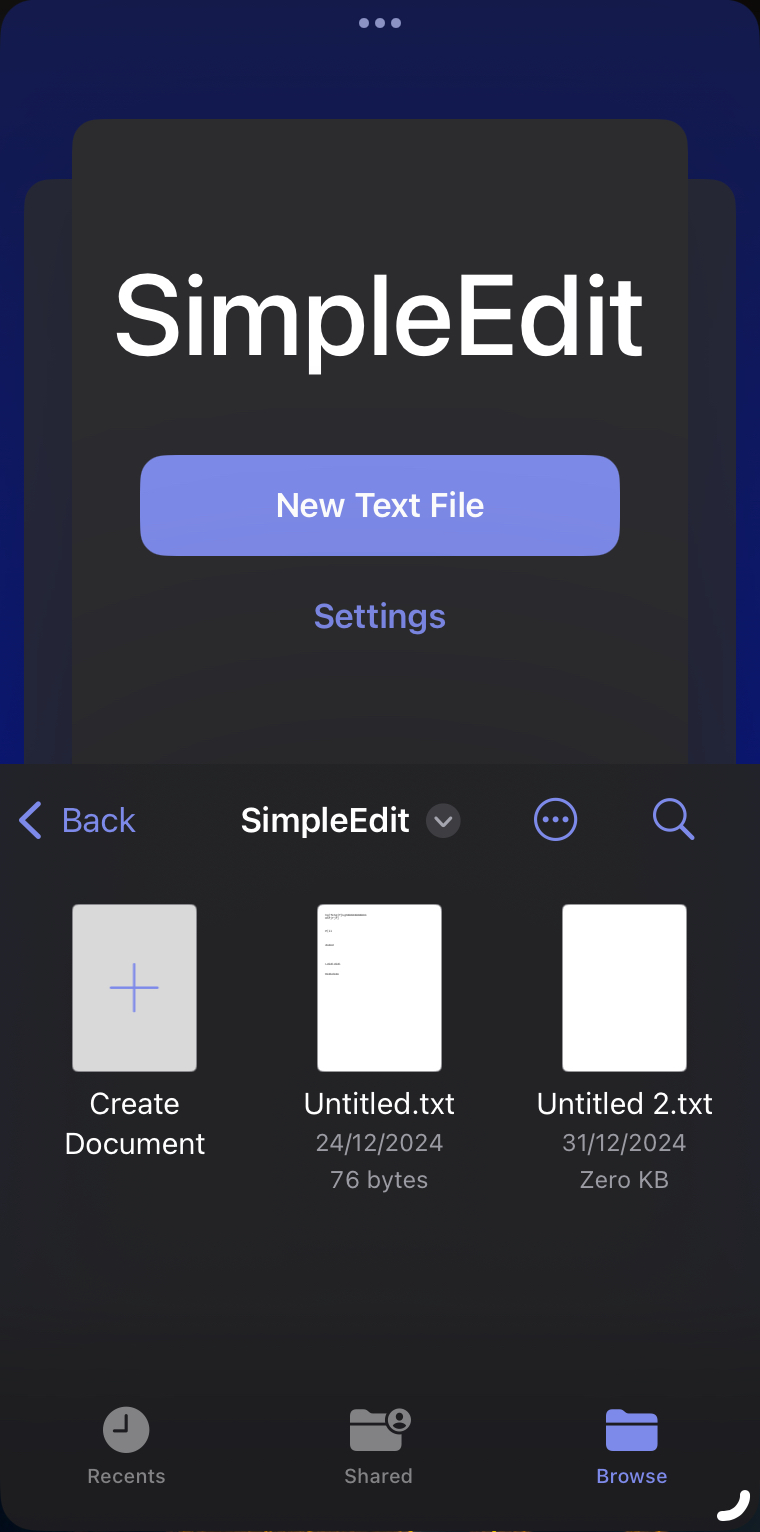 SimpleEdit
New Text File
Settings
Back
SimpleEdit
Create
Document
Untitled.txt
24/12/2024
76 bytes
Untitled 2.txt
31/12/2024
Zero KB
Recents
Shared
Browse